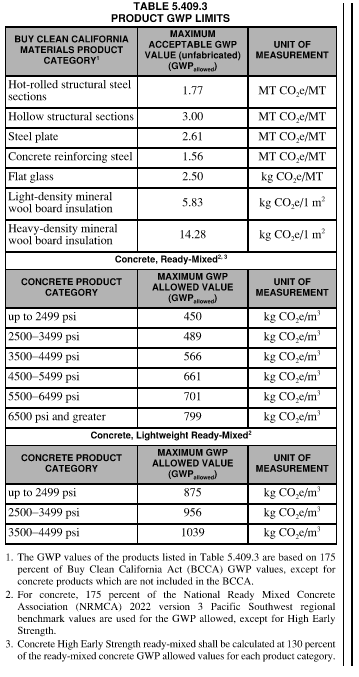 TABLE 5.409.3
PRODUCT GWP LIMITS
BUY CLEAN CALIFORNIA MATERIALS PRODUCT CATEGORY¹ | MAXIMUM ACCEPTABLE GWP VALUE (unfabricated) (GWPallowed) | UNIT OF MEASUREMENT
Hot-rolled structural steel sections | 1.77 | MT CO₂e/MT
Hollow structural sections | 3.00 | MT CO₂e/MT
Steel plate | 2.61 | MT CO₂e/MT
Concrete reinforcing steel | 1.56 | MT CO₂e/MT
Flat glass | 2.50 | kg CO₂e/MT
Light-density mineral wool board insulation | 5.83 | kg CO₂e/1 m²
Heavy-density mineral wool board insulation | 14.28 | kg CO₂e/1 m²
Concrete, Ready-Mixed²,³
CONCRETE PRODUCT CATEGORY | MAXIMUM GWP ALLOWED VALUE (GWPallowed) | UNIT OF MEASUREMENT
up to 2499 psi | 450 | kg CO₂e/m³
2500–3499 psi | 489 | kg CO₂e/m³
3500–4499 psi | 566 | kg CO₂e/m³
4500–5499 psi | 661 | kg CO₂e/m³
5500–6499 psi | 701 | kg CO₂e/m³
6500 psi and greater | 799 | kg CO₂e/m³
Concrete, Lightweight Ready-Mixed²
CONCRETE PRODUCT CATEGORY | MAXIMUM GWP ALLOWED VALUE (GWPallowed) | UNIT OF MEASUREMENT
up to 2499 psi | 875 | kg CO₂e/m³
2500–3499 psi | 956 | kg CO₂e/m³
3500–4499 psi | 1039 | kg CO₂e/m³
1. The GWP values of the products listed in Table 5.409.3 are based on 175
percent of Buy Clean California Act (BCCA) GWP values, except for
concrete products which are not included in the BCCA.
2. For concrete, 175 percent of the National Ready Mixed Concrete
Association (NRMCA) 2022 version 3 Pacific Southwest regional
benchmark values are used for the GWP allowed, except for High Early
Strength.
3. Concrete High Early Strength ready-mixed shall be calculated at 130 percent
of the ready-mixed concrete GWP allowed values for each product category.